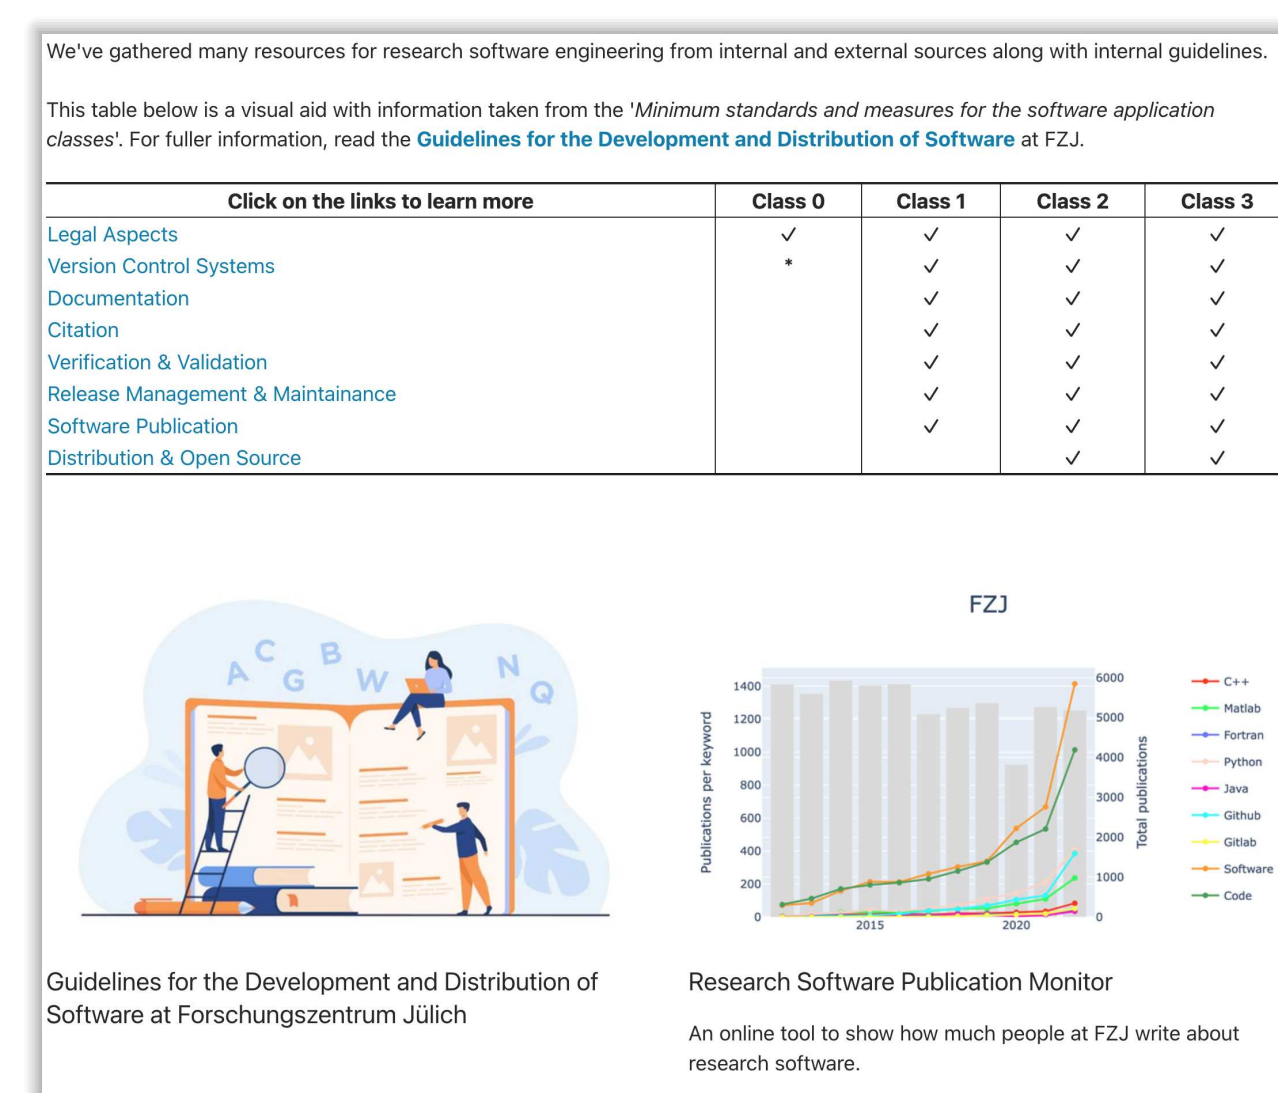 We've gathered many resources for research software engineering from internal and external sources along with internal guidelines.
This table below is a visual aid with information taken from the 'Minimum standards and measures for the software application
classes'. For fuller information, read the Guidelines for the Development and Distribution of Software at FZJ.
Click on the links to learn more Class 0 Class 1 Class 2 Class 3
Legal Aspects ✓ ✓ ✓ ✓
Version Control Systems * ✓ ✓ ✓
Documentation ✓ ✓ ✓
Citation ✓ ✓ ✓
Verification & Validation ✓ ✓ ✓
Release Management & Maintainance ✓ ✓ ✓
Software Publication ✓ ✓ ✓
Distribution & Open Source ✓ ✓
A C G B W N Q
Guidelines for the Development and Distribution of
Software at Forschungszentrum Jülich
FZJ
Publications per keyword
1400
1200
1000
800
600
400
200
0
2015 2020
6000
5000
4000
3000
2000
1000
0
Total publications
C++
Matlab
Fortran
Python
Java
Github
Gitlab
Software
Code
Research Software Publication Monitor
An online tool to show how much people at FZJ write about
research software.